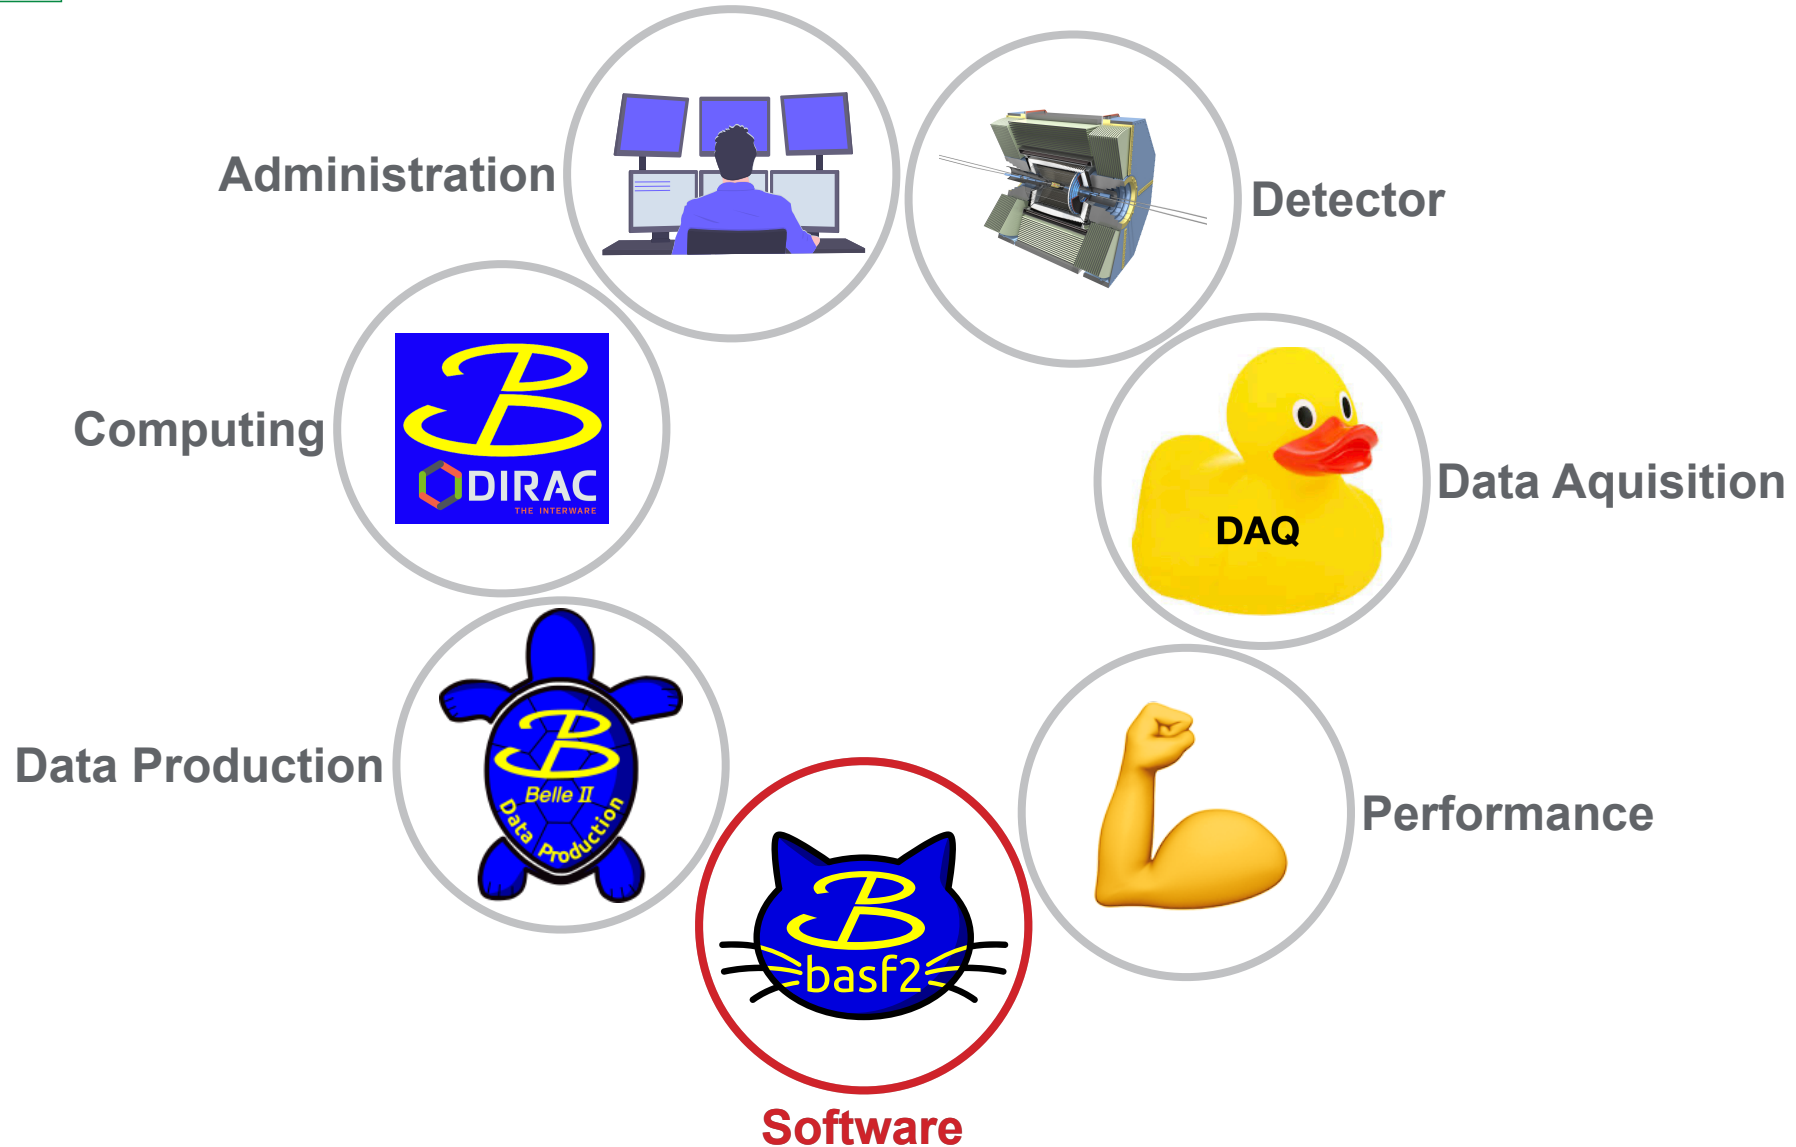 Administration
Detector
Computing
DIRAC
THE INTERWARE
Data Aquisition
DAQ
Data Production
Belle II
Data Production
Performance
basf2
Software